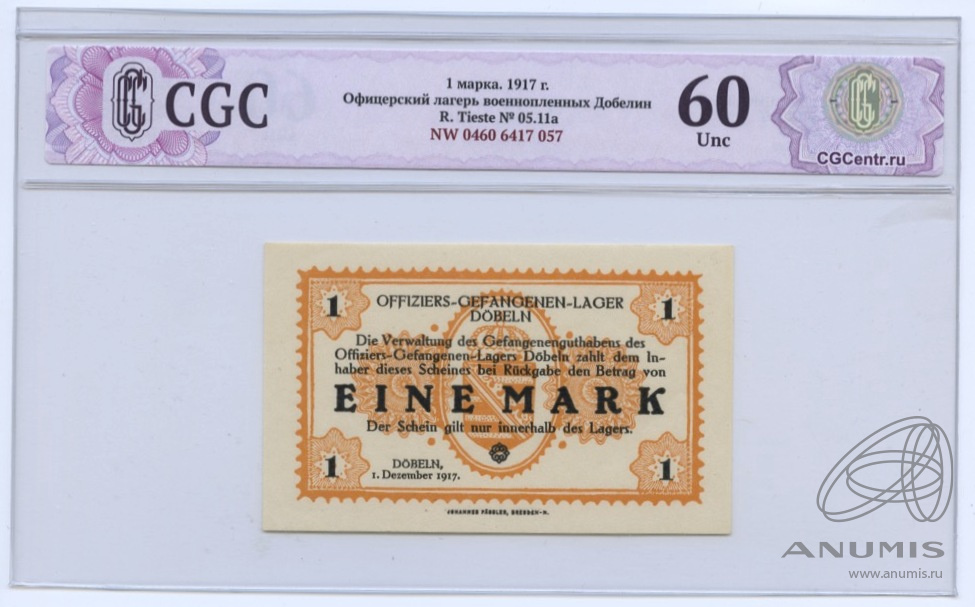 CGC
1 марка. 1917 г.
Офицерский лагерь военнопленных Добелин
R. Tieste № 05.11a
NW 0460 6417 057
60
Unc
CGCentr.ru
1
OFFIZIERS-GEFANGENEN-LAGER
1
DÖBELN
Die Verwaltung des Gefangenenguthabens des
Offiziers-Gefangenen-Lagers Döbeln zahlt dem In-
haber dieses Scheines bei Rückgabe den Betrag von
EINE MARK
Der Schein gilt nur innerhalb des Lagers.
1
DÖBELN,
1. Dezember 1917.
1
JOHANNES PÄSSLER, DRESDEN-N.
ANUMIS
www.anumis.ru